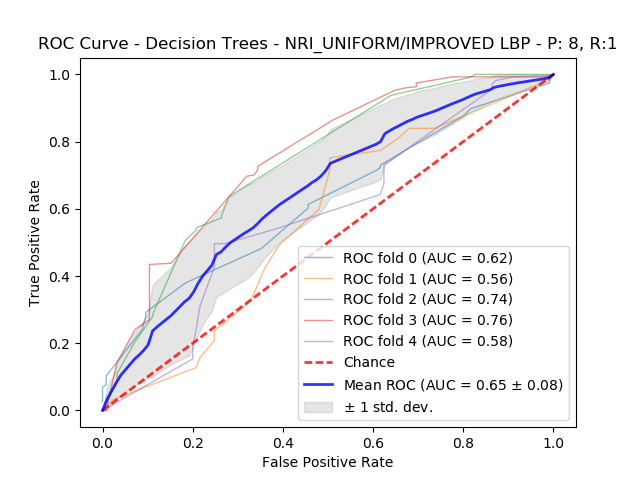 ROC Curve - Decision Trees - NRI_UNIFORM/IMPROVED LBP - P: 8, R:1
True Positive Rate
1.0
0.8
0.6
0.4
0.2
0.0
ROC fold 0 (AUC = 0.62)
ROC fold 1 (AUC = 0.56)
ROC fold 2 (AUC = 0.74)
ROC fold 3 (AUC = 0.76)
ROC fold 4 (AUC = 0.58)
Chance
Mean ROC (AUC = 0.65 ± 0.08)
± 1 std. dev.
0.0 0.2 0.4 0.6 0.8 1.0
False Positive Rate